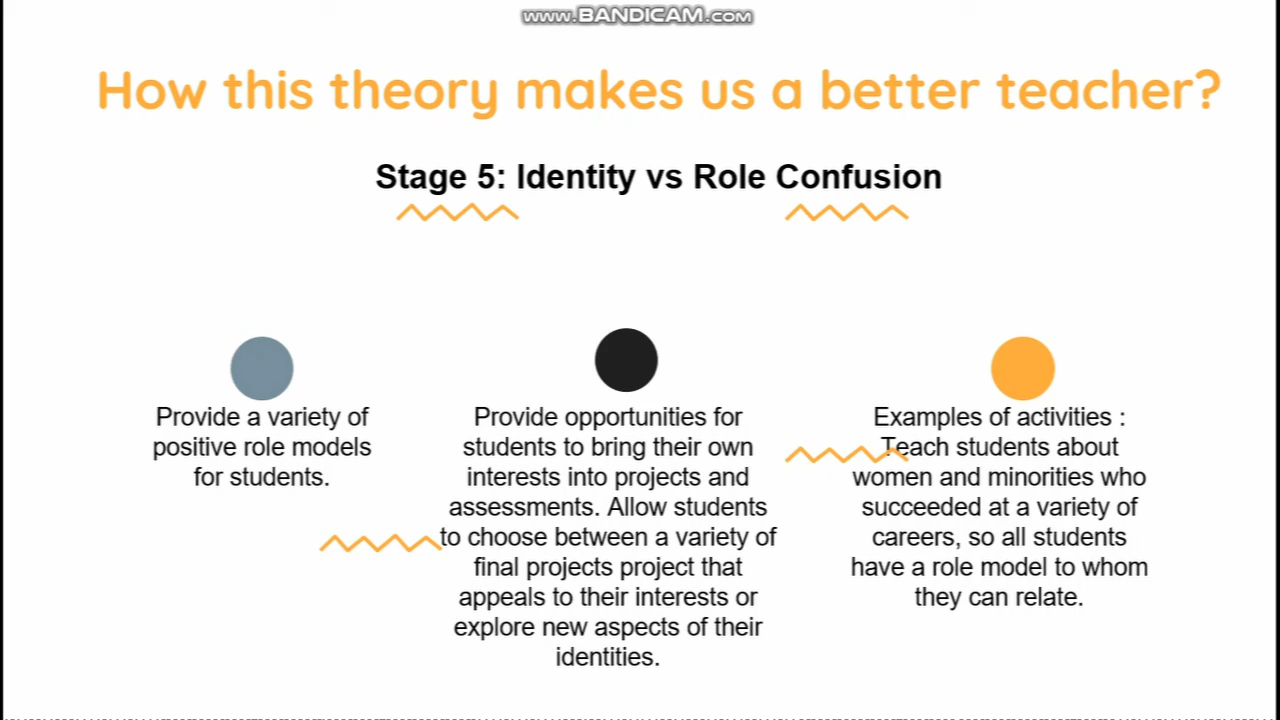 www.BANDICAM.COM
How this theory makes us a better teacher?
Stage 5: Identity vs Role Confusion
Provide a variety of
positive role models
for students.
Provide opportunities for
students to bring their own
interests into projects and
assessments. Allow students
to choose between a variety of
final projects project that
appeals to their interests or
explore new aspects of their
identities.
Examples of activities :
Teach students about
women and minorities who
succeeded at a variety of
careers, so all students
have a role model to whom
they can relate.